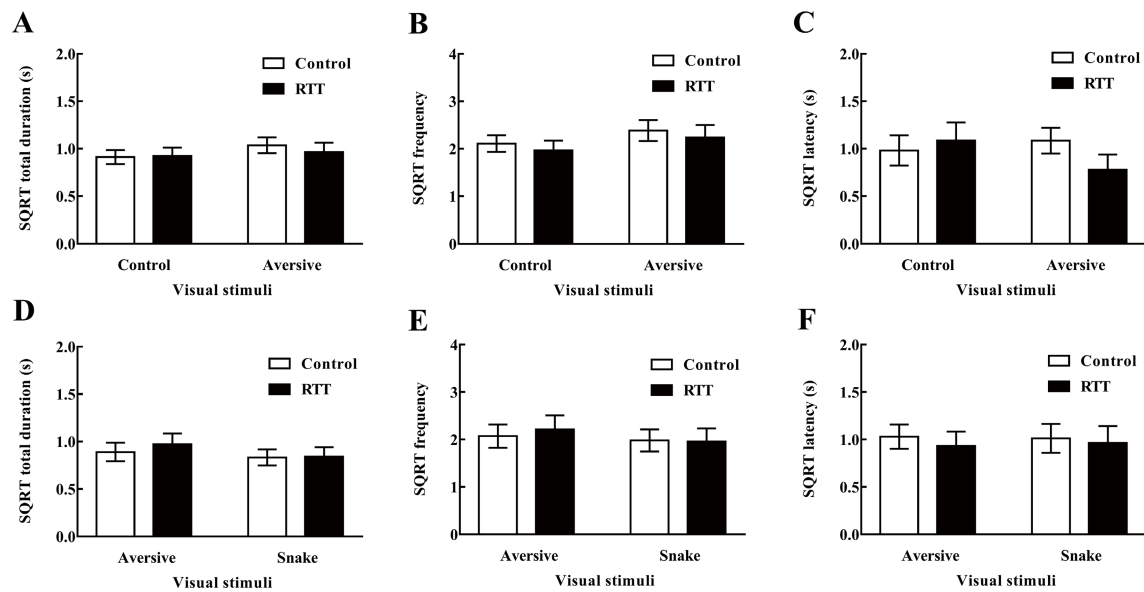 A
SQRT total duration (s)
2.0
1.5
1.0
0.5
0.0
Control
RTT
Control Aversive
Visual stimuli
B
SQRT frequency
4
3
2
1
0
Control
RTT
Control Aversive
Visual stimuli
C
SQRT latency (s)
2.0
1.5
1.0
0.5
0.0
Control
RTT
Control Aversive
Visual stimuli
D
SQRT total duration (s)
2.0
1.5
1.0
0.5
0.0
Control
RTT
Aversive Snake
Visual stimuli
E
SQRT frequency
4
3
2
1
0
Control
RTT
Aversive Snake
Visual stimuli
F
SQRT latency (s)
2.0
1.5
1.0
0.5
0.0
Control
RTT
Aversive Snake
Visual stimuli